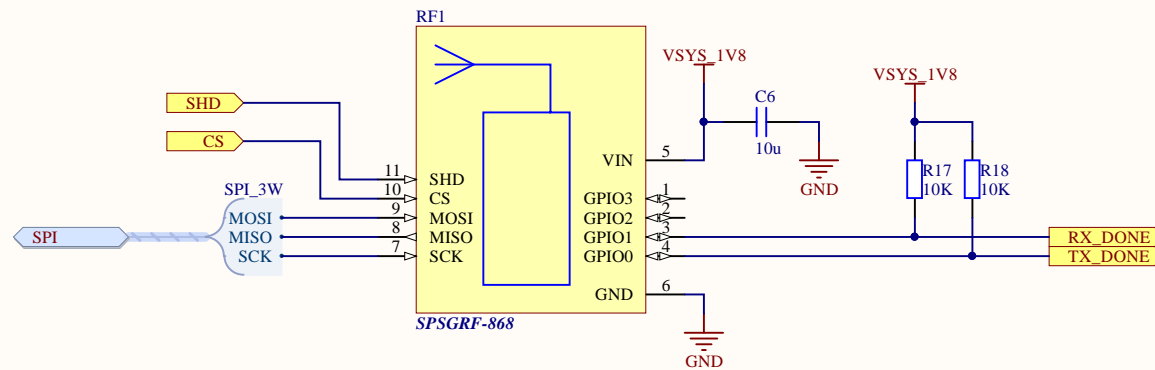 RF1
VSYS_1V8
VSYS_1V8
SHD
C6
CS
10u
5
VIN
11
SHD
R17
R18
GND
10
CS
1
GPIO3
10K
10K
SPI_3W
9
MOSI
MOSI
2
GPIO2
SPI
MISO
8
MISO
3
GPIO1
RX_DONE
SCK
7
SCK
4
GPIO0
TX_DONE
6
GND
SPSGRF-868
GND